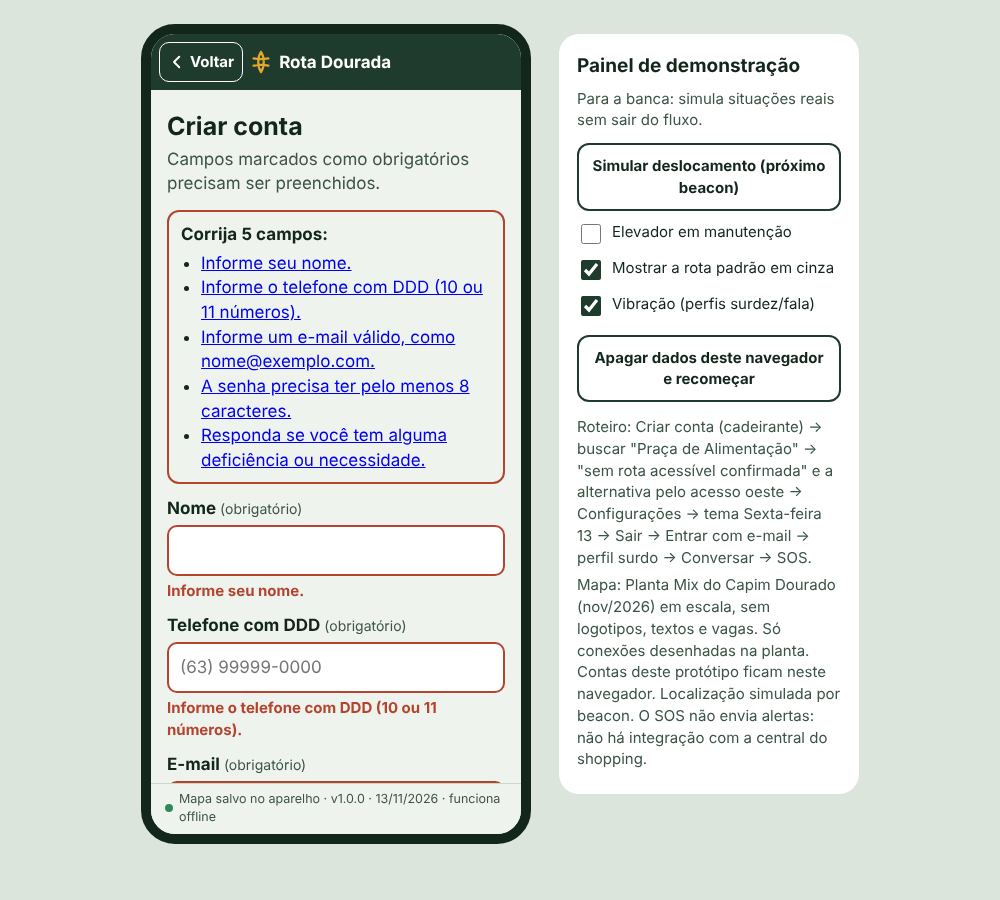 Voltar
Rota Dourada
Criar conta
Campos marcados como obrigatórios
precisam ser preenchidos.
Corrija 5 campos:
Informe seu nome.
Informe o telefone com DDD (10 ou
11 números).
Informe um e-mail válido, como
nome@exemplo.com.
A senha precisa ter pelo menos 8
caracteres.
Responda se você tem alguma
deficiência ou necessidade.
Nome (obrigatório)
Informe seu nome.
Telefone com DDD (obrigatório)
(63) 99999-0000
Informe o telefone com DDD (10 ou 11
números).
E-mail (obrigatório)
Mapa salvo no aparelho · v1.0.0 · 13/11/2026 · funciona
offline
Painel de demonstração
Para a banca: simula situações reais
sem sair do fluxo.
Simular deslocamento (próximo
beacon)
Elevador em manutenção
Mostrar a rota padrão em cinza
Vibração (perfis surdez/fala)
Apagar dados deste navegador
e recomeçar
Roteiro: Criar conta (cadeirante) →
buscar "Praça de Alimentação" →
"sem rota acessível confirmada" e a
alternativa pelo acesso oeste →
Configurações → tema Sexta-feira
13 → Sair → Entrar com e-mail →
perfil surdo → Conversar → SOS.
Mapa: Planta Mix do Capim Dourado
(nov/2026) em escala, sem
logotipos, textos e vagas. Só
conexões desenhadas na planta.
Contas deste protótipo ficam neste
navegador. Localização simulada por
beacon. O SOS não envia alertas:
não há integração com a central do
shopping.